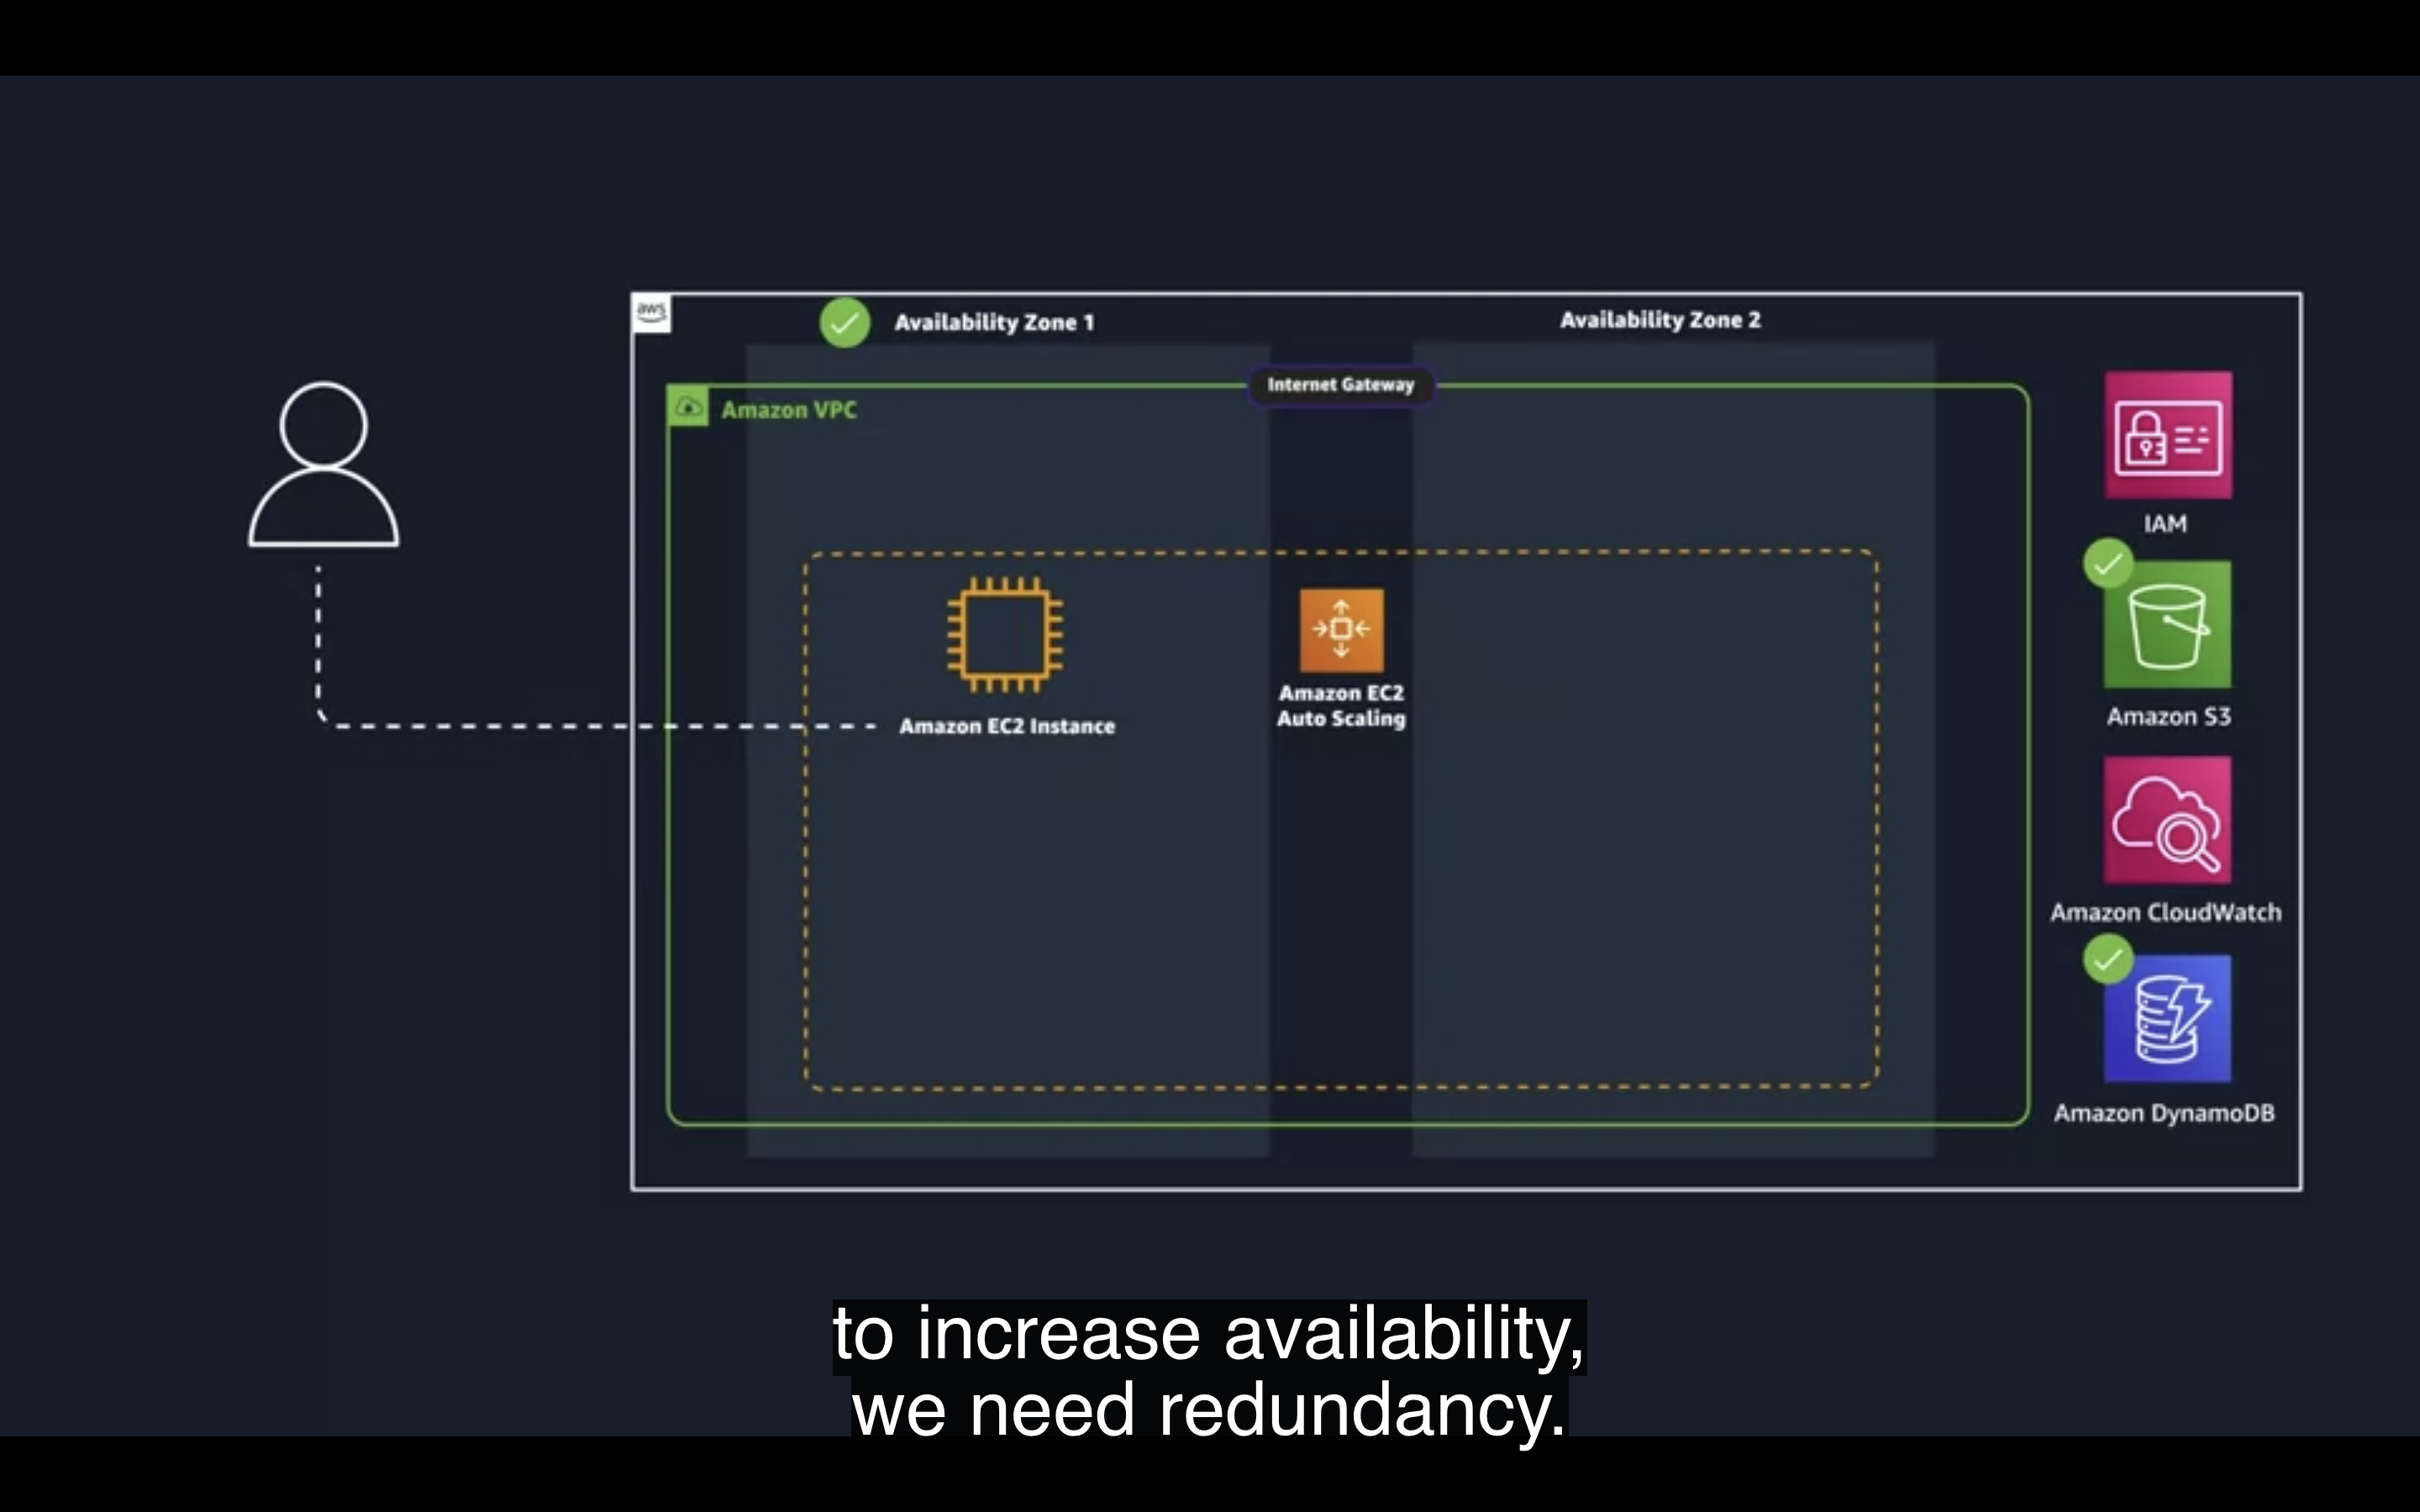 aws
Availability Zone 1
Availability Zone 2
Internet Gateway
Amazon VPC
IAM
Amazon EC2 Instance
Amazon EC2
Auto Scaling
Amazon S3
Amazon CloudWatch
Amazon DynamoDB
to increase availability,
we need redundancy.